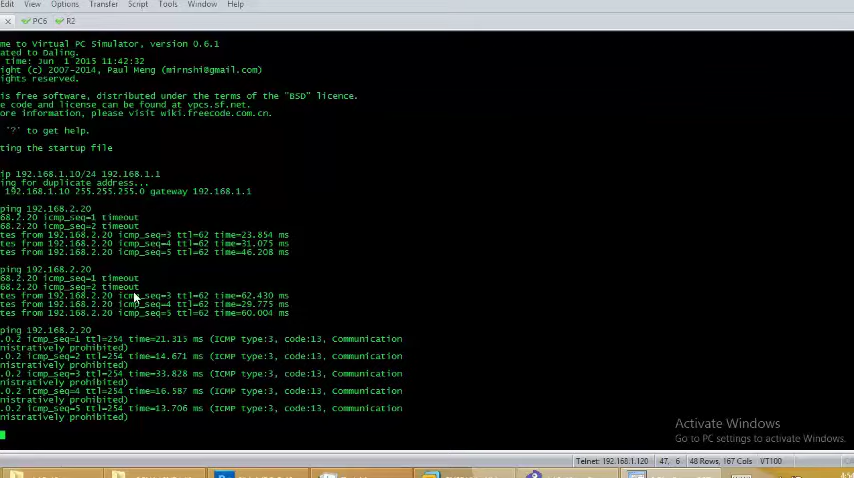 Edit View Options Transfer Script Tools Window Help
PC6 R2
me to Virtual PC Simulator, version 0.6.1
ated to Daling.
time: Jun 1 2015 11:42:32
ight (c) 2007-2014, Paul Meng (mirnshi@gmail.com)
ights reserved.
is free software, distributed under the terms of the "BSD" licence.
e code and license can be found at vpcs.sf.net.
ore information, please visit wiki.freecode.com.cn.
'?' to get help.
ting the startup file
ip 192.168.1.10/24 192.168.1.1
ing for duplicate address...
192.168.1.10 255.255.255.0 gateway 192.168.1.1
ping 192.168.2.20
68.2.20 icmp_seq=1 timeout
68.2.20 icmp_seq=2 timeout
tes from 192.168.2.20 icmp_seq=3 ttl=62 time=23.854 ms
tes from 192.168.2.20 icmp_seq=4 ttl=62 time=31.075 ms
tes from 192.168.2.20 icmp_seq=5 ttl=62 time=46.208 ms
ping 192.168.2.20
68.2.20 icmp_seq=1 timeout
68.2.20 icmp_seq=2 timeout
tes from 192.168.2.20 icmp_seq=3 ttl=62 time=62.430 ms
tes from 192.168.2.20 icmp_seq=4 ttl=62 time=29.775 ms
tes from 192.168.2.20 icmp_seq=5 ttl=62 time=60.004 ms
ping 192.168.2.20
.0.2 icmp_seq=1 ttl=254 time=21.315 ms (ICMP type:3, code:13, Communication
nistratively prohibited)
.0.2 icmp_seq=2 ttl=254 time=14.671 ms (ICMP type:3, code:13, Communication
nistratively prohibited)
.0.2 icmp_seq=3 ttl=254 time=33.828 ms (ICMP type:3, code:13, Communication
nistratively prohibited)
.0.2 icmp_seq=4 ttl=254 time=16.587 ms (ICMP type:3, code:13, Communication
nistratively prohibited)
.0.2 icmp_seq=5 ttl=254 time=13.706 ms (ICMP type:3, code:13, Communication
nistratively prohibited)
Activate Windows
Go to PC settings to activate Windows.
Telnet: 192.168.1.120 47, 6 48 Rows, 167 Cols VT100